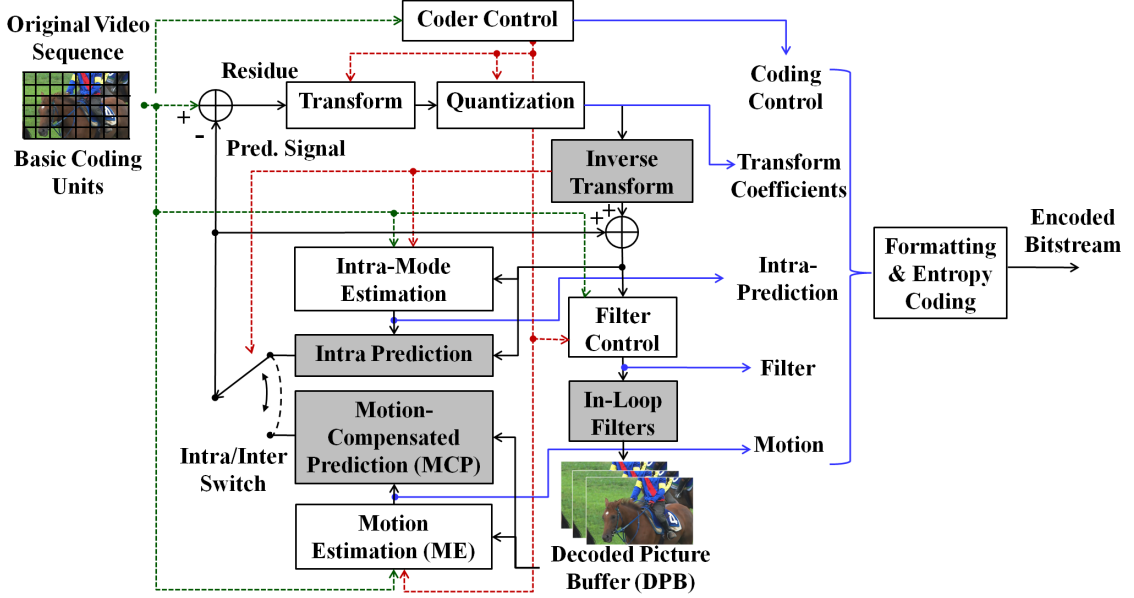 Original Video
Sequence
Basic Coding
Units
Coder Control
Residue
Transform
Quantization
+
-
Pred. Signal
Inverse
Transform
+
+
Intra-Mode
Estimation
Intra Prediction
Filter
Control
In-Loop
Filters
Motion-
Compensated
Prediction (MCP)
Intra/Inter
Switch
Motion
Estimation (ME)
Decoded Picture
Buffer (DPB)
Coding
Control
Transform
Coefficients
Intra-
Prediction
Filter
Motion
Formatting
& Entropy
Coding
Encoded
Bitstream